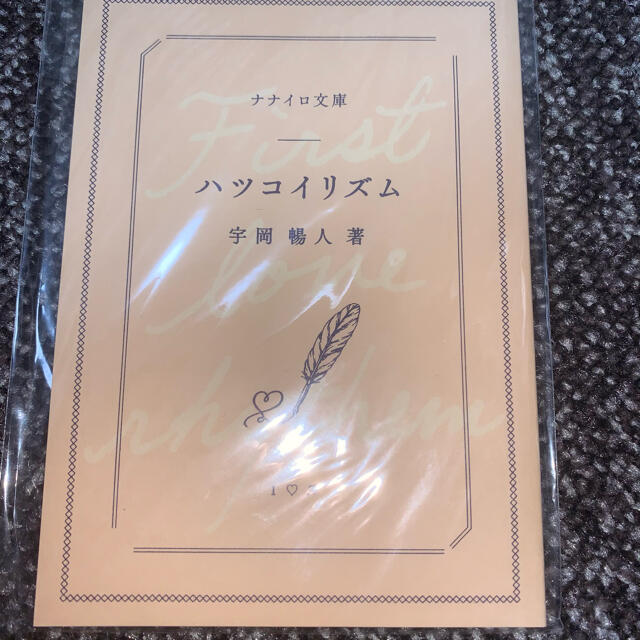 ナナイロ文庫
ハツコイリズム
宇岡 暢人 著
First
love
rhythm